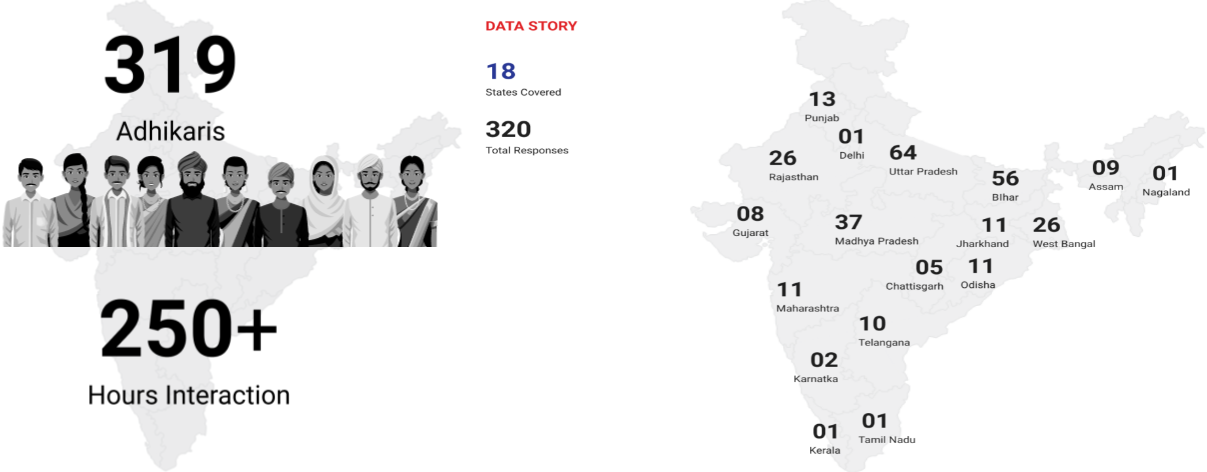 319
Adhikaris
250+
Hours Interaction
DATA STORY
18
States Covered
320
Total Responses
13
Punjab
01
Delhi
26
Rajasthan
64
Uttar Pradesh
56
BIhar
09
Assam
01
Nagaland
08
Gujarat
37
Madhya Pradesh
11
Jharkhand
26
West Bangal
05
Chattisgarh
11
Odisha
11
Maharashtra
10
Telangana
02
Karnatka
01
Kerala
01
Tamil Nadu